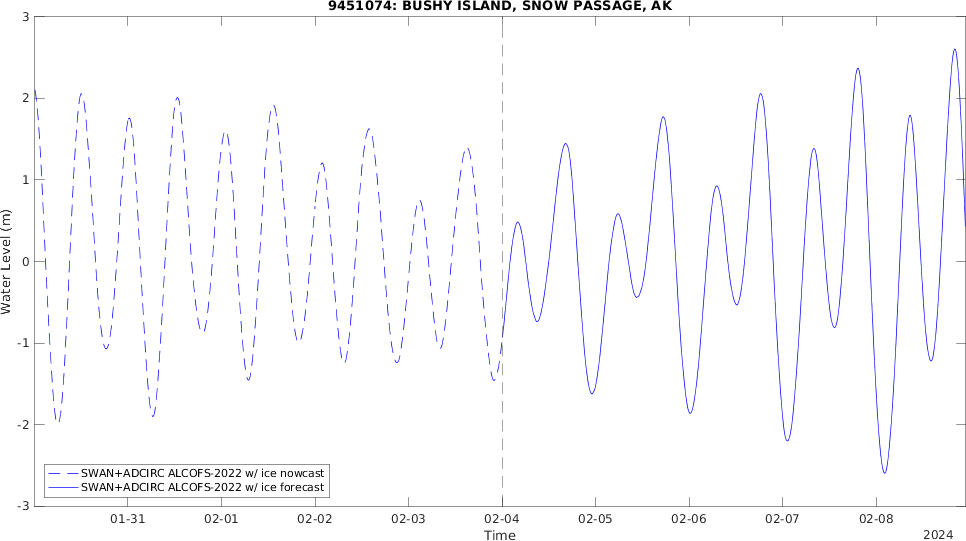 9451074: BUSHY ISLAND, SNOW PASSAGE, AK
3
2
1
0
-1
-2
-3
Water Level (m)
SWAN+ADCIRC ALCOFS-2022 w/ ice nowcast
SWAN+ADCIRC ALCOFS-2022 w/ ice forecast
01-31 02-01 02-02 02-03 02-04 02-05 02-06 02-07 02-08
Time
2024